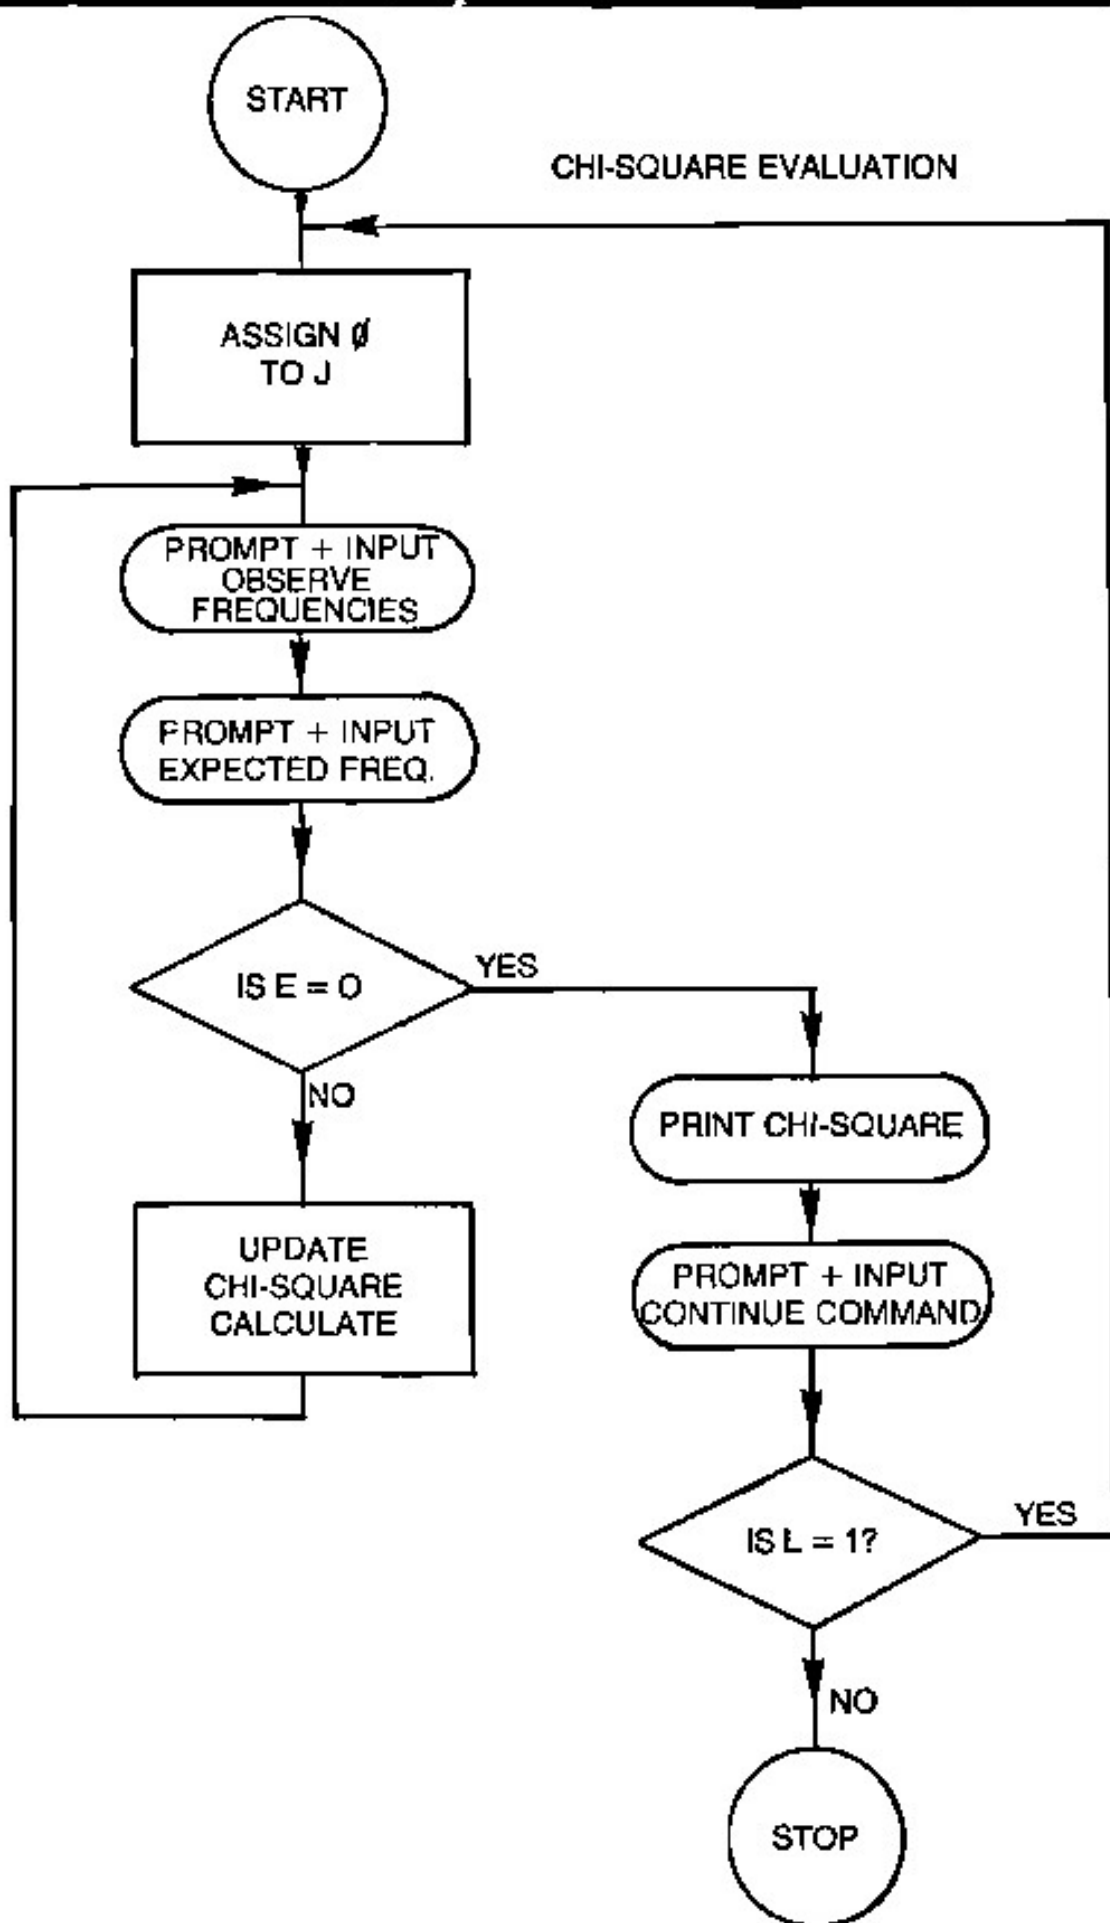 START
CHI-SQUARE EVALUATION
ASSIGN Ø
TO J
PROMPT + INPUT
OBSERVE
FREQUENCIES
PROMPT + INPUT
EXPECTED FREQ.
IS E = O
YES
NO
UPDATE
CHI-SQUARE
CALCULATE
PRINT CHI-SQUARE
PROMPT + INPUT
CONTINUE COMMAND
IS L = 1?
YES
NO
STOP